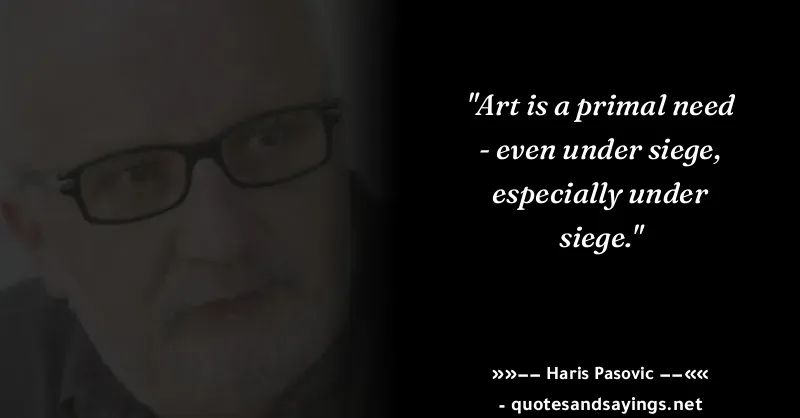 "Art is a primal need
- even under siege,
especially under
siege."
»»−− Haris Pasovic −−««
- quotesandsayings.net